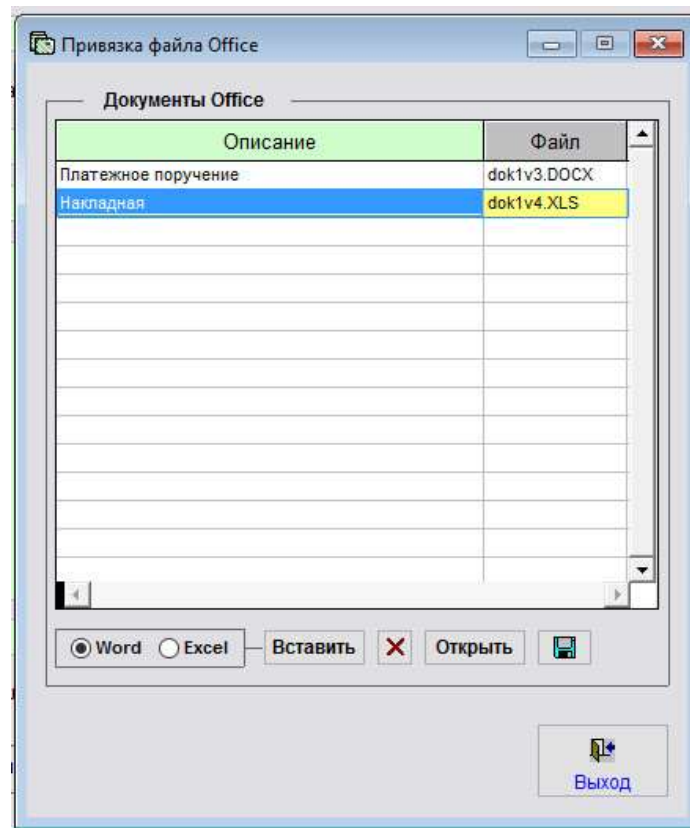 Привязка файла Office
Документы Office
Описание Файл
Платежное поручение dok1v3.DOCX
Накладная dok1v4.XLS
Word Excel Вставить Открыть
Выход